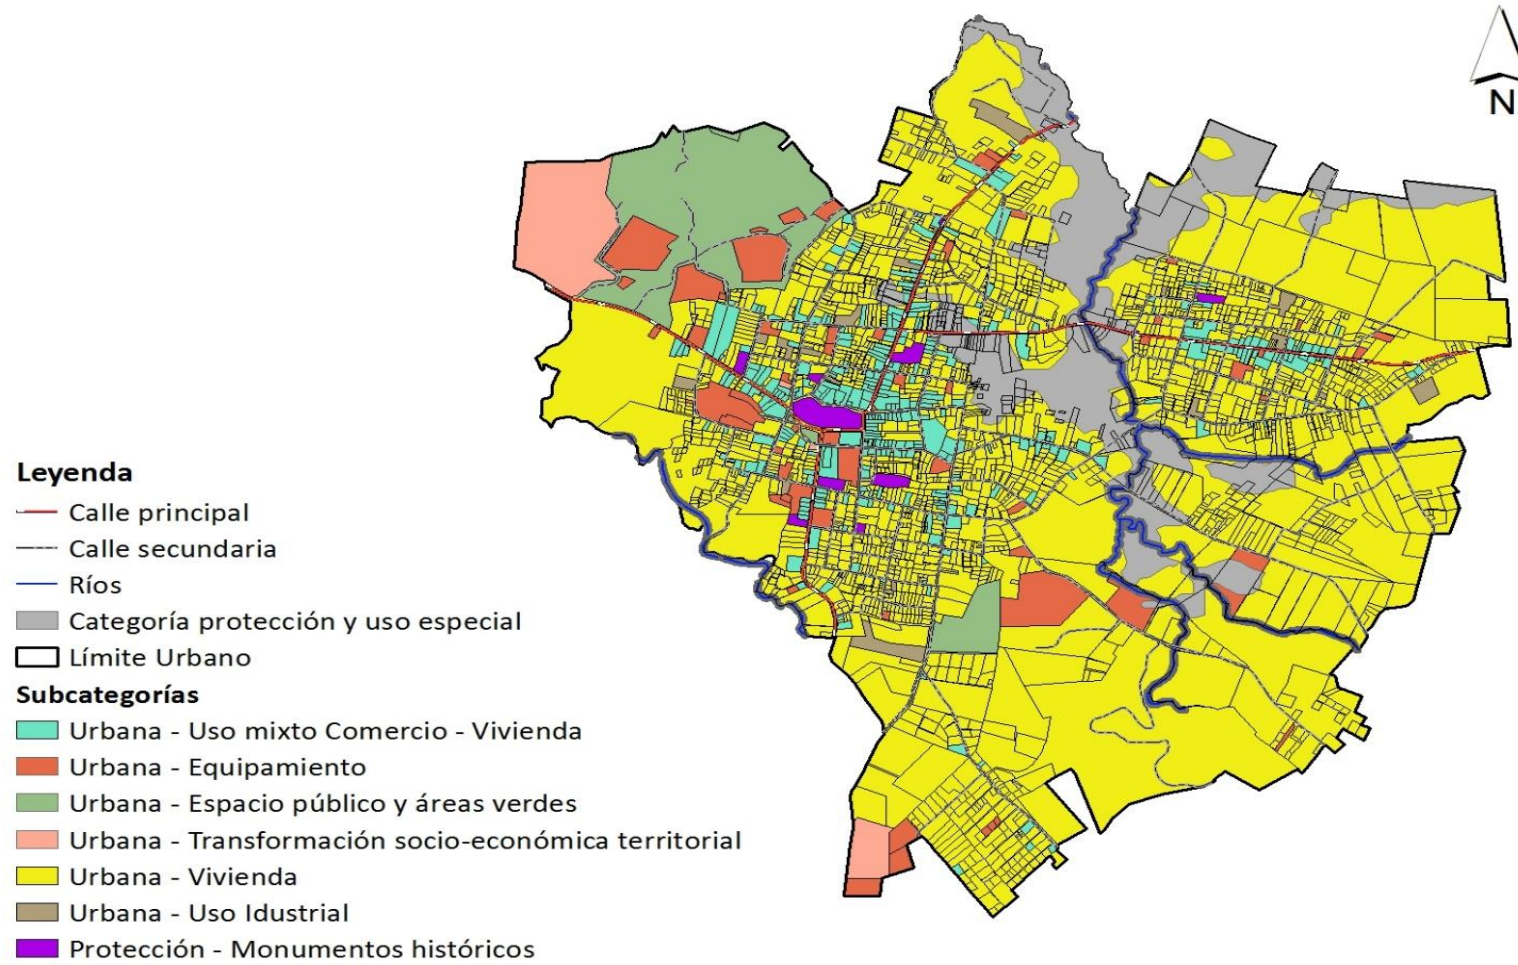 N
Leyenda
Calle principal
Calle secundaria
Ríos
Categoría protección y uso especial
Límite Urbano
Subcategorías
Urbana - Uso mixto Comercio - Vivienda
Urbana - Equipamiento
Urbana - Espacio público y áreas verdes
Urbana - Transformación socio-económica territorial
Urbana - Vivienda
Urbana - Uso Idustrial
Protección - Monumentos históricos